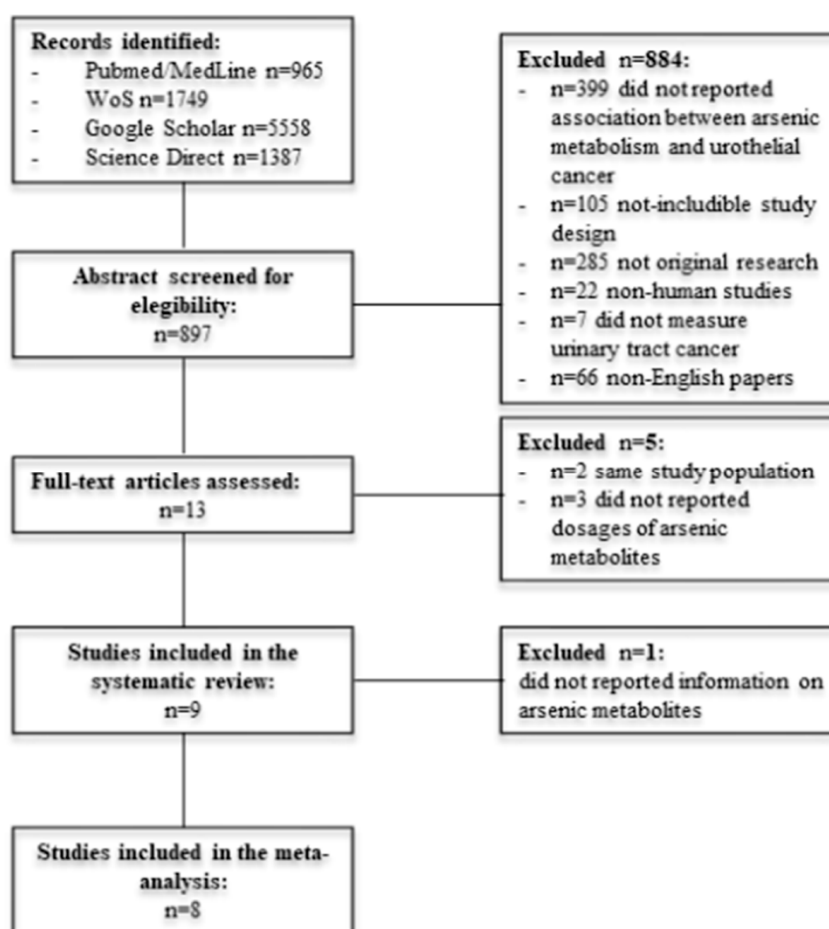 Records identified:
- Pubmed/MedLine n=965
- WoS n=1749
- Google Scholar n=5558
- Science Direct n=1387
Excluded n=884:
- n=399 did not reported
association between arsenic
metabolism and urothelial
cancer
- n=105 not-includible study
design
- n=285 not original research
- n=22 non-human studies
- n=7 did not measure
urinary tract cancer
- n=66 non-English papers
Abstract screened for
elegibility:
n=897
Full-text articles assessed:
n=13
Excluded n=5:
- n=2 same study population
- n=3 did not reported
dosages of arsenic
metabolites
Studies included in the
systematic review:
n=9
Excluded n=1:
did not reported information on
arsenic metabolites
Studies included in the meta-
analysis:
n=8